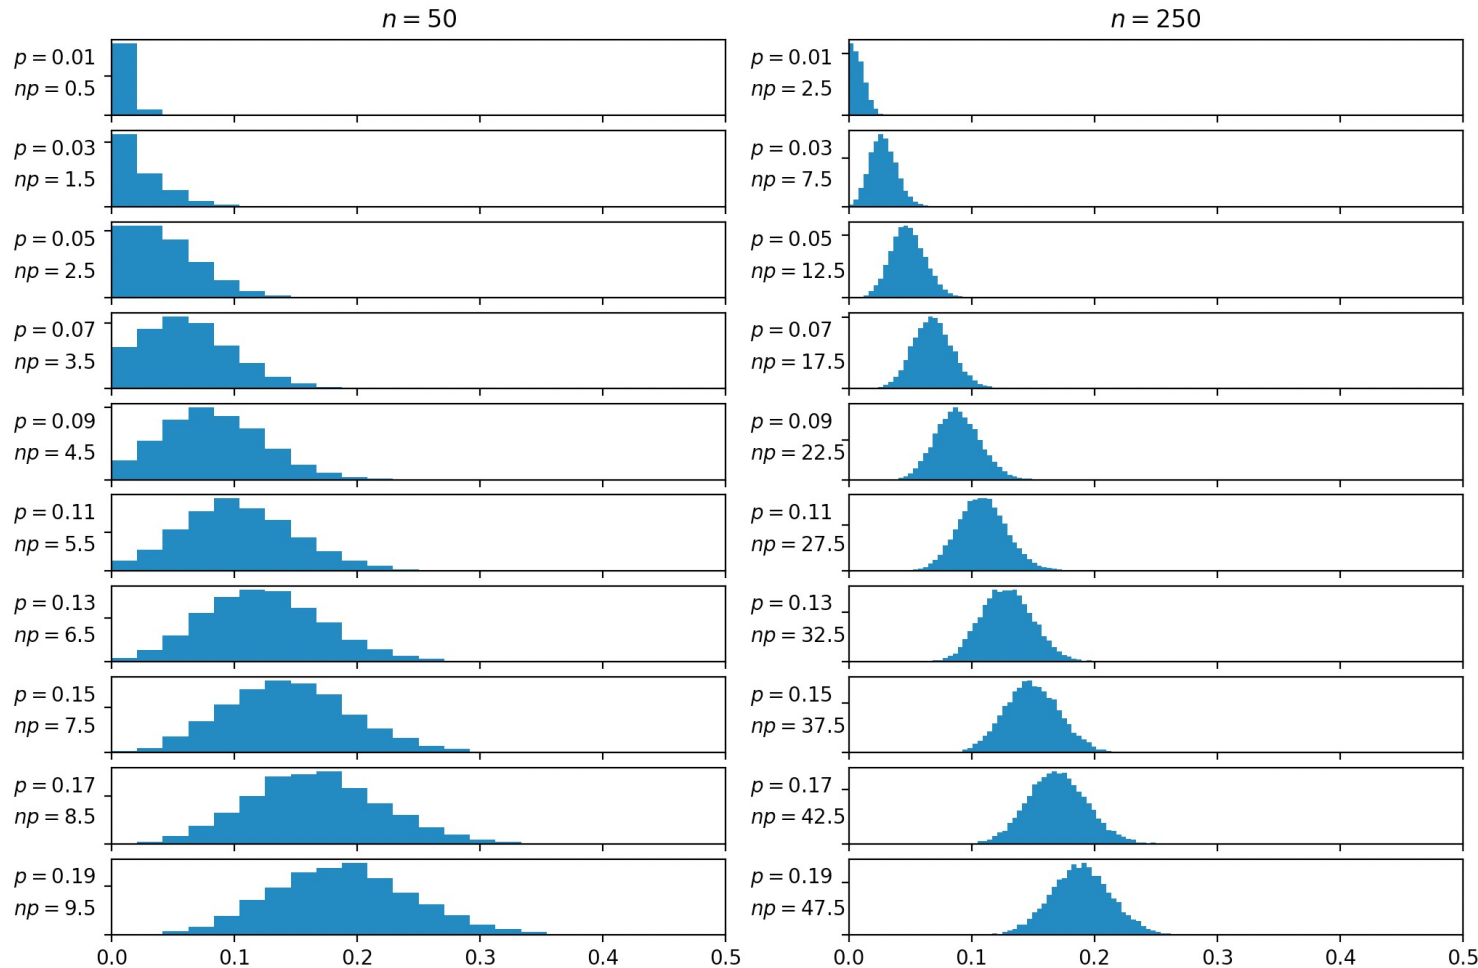 n = 50
p = 0.01
np = 0.5
p = 0.03
np = 1.5
p = 0.05
np = 2.5
p = 0.07
np = 3.5
p = 0.09
np = 4.5
p = 0.11
np = 5.5
p = 0.13
np = 6.5
p = 0.15
np = 7.5
p = 0.17
np = 8.5
p = 0.19
np = 9.5
0.0 0.1 0.2 0.3 0.4 0.5
n = 250
p = 0.01
np = 2.5
p = 0.03
np = 7.5
p = 0.05
np = 12.5
p = 0.07
np = 17.5
p = 0.09
np = 22.5
p = 0.11
np = 27.5
p = 0.13
np = 32.5
p = 0.15
np = 37.5
p = 0.17
np = 42.5
p = 0.19
np = 47.5
0.0 0.1 0.2 0.3 0.4 0.5